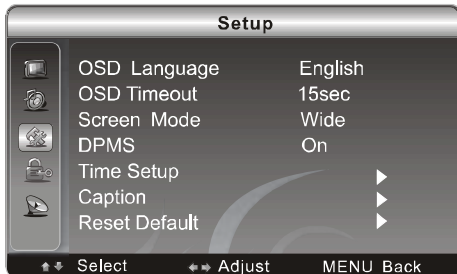 Setup
OSD Language English
OSD Timeout 15sec
Screen Mode Wide
DPMS On
Time Setup
Caption
Reset Default
Select Adjust MENU Back